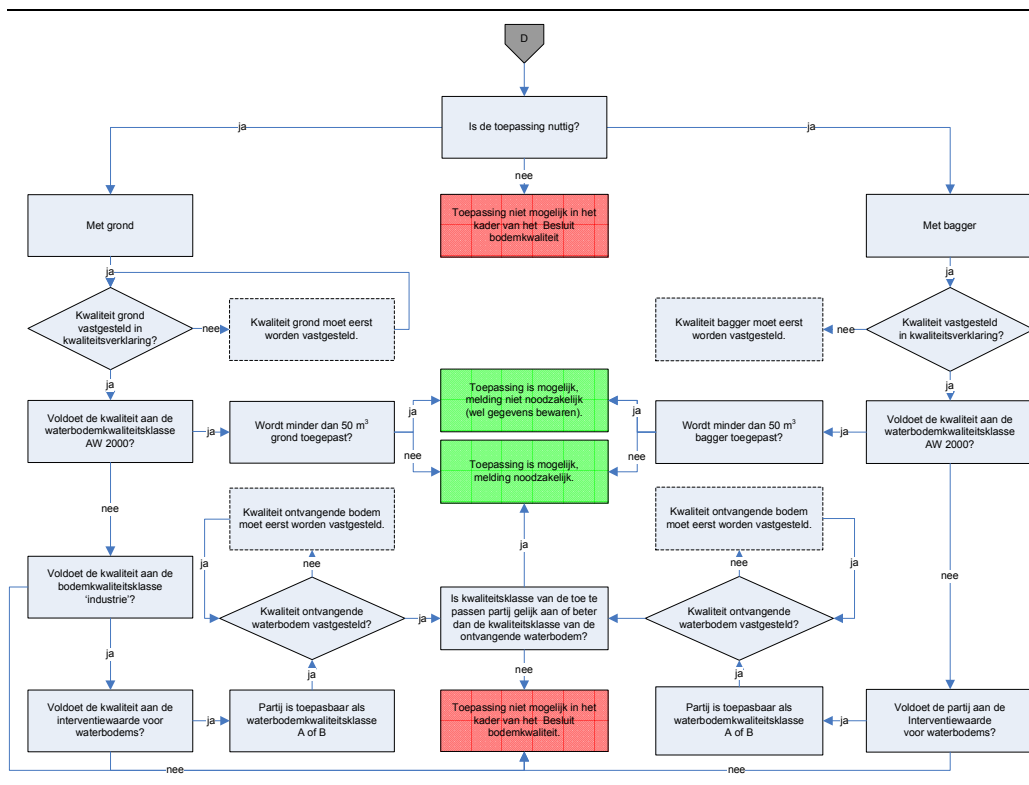 D
Is de toepassing nuttig?
ja
ja
nee
Met grond
Toepassing niet mogelijk in het
kader van het Besluit
bodemkwaliteit
Met bagger
ja
ja
Kwaliteit grond
vastgesteld in
kwaliteitsverklaring?
nee
Kwaliteit grond moet eerst
worden vastgesteld.
Kwaliteit bagger moet eerst
worden vastgesteld.
nee
Kwaliteit vastgesteld
in kwaliteitsverklaring?
ja
ja
Voldoet de kwaliteit aan de
waterbodemkwaliteitsklasse
AW 2000?
ja
Wordt minder dan 50 m³
grond toegepast?
ja
nee
Toepassing is mogelijk,
melding niet noodzakelijk
(wel gegevens bewaren).
Toepassing is mogelijk,
melding noodzakelijk.
ja
nee
Wordt minder dan 50 m³
bagger toegepast?
ja
Voldoet de kwaliteit aan de
waterbodemkwaliteitsklasse
AW 2000?
nee
nee
Kwaliteit ontvangende bodem
moet eerst worden vastgesteld.
Kwaliteit ontvangende bodem
moet eerst worden vastgesteld.
ja
nee
ja
nee
ja
Voldoet de kwaliteit aan de
bodemkwaliteitsklasse
‘industrie’?
Kwaliteit ontvangende
waterbodem vastgesteld?
ja
Is kwaliteitsklasse van de toe te
passen partij gelijk aan of beter
dan de kwaliteitsklasse van de
ontvangende waterbodem?
Kwaliteit ontvangende
waterbodem vastgesteld?
ja
ja
nee
ja
Voldoet de kwaliteit aan de
interventiewaarde voor
waterbodems?
ja
Partij is toepasbaar als
waterbodemkwaliteitsklasse
A of B
Toepassing niet mogelijk in het
kader van het Besluit
bodemkwaliteit.
Partij is toepasbaar als
waterbodemkwaliteitsklasse
A of B
ja
Voldoet de partij aan de
Interventiewaarde
voor waterbodems?
nee
nee